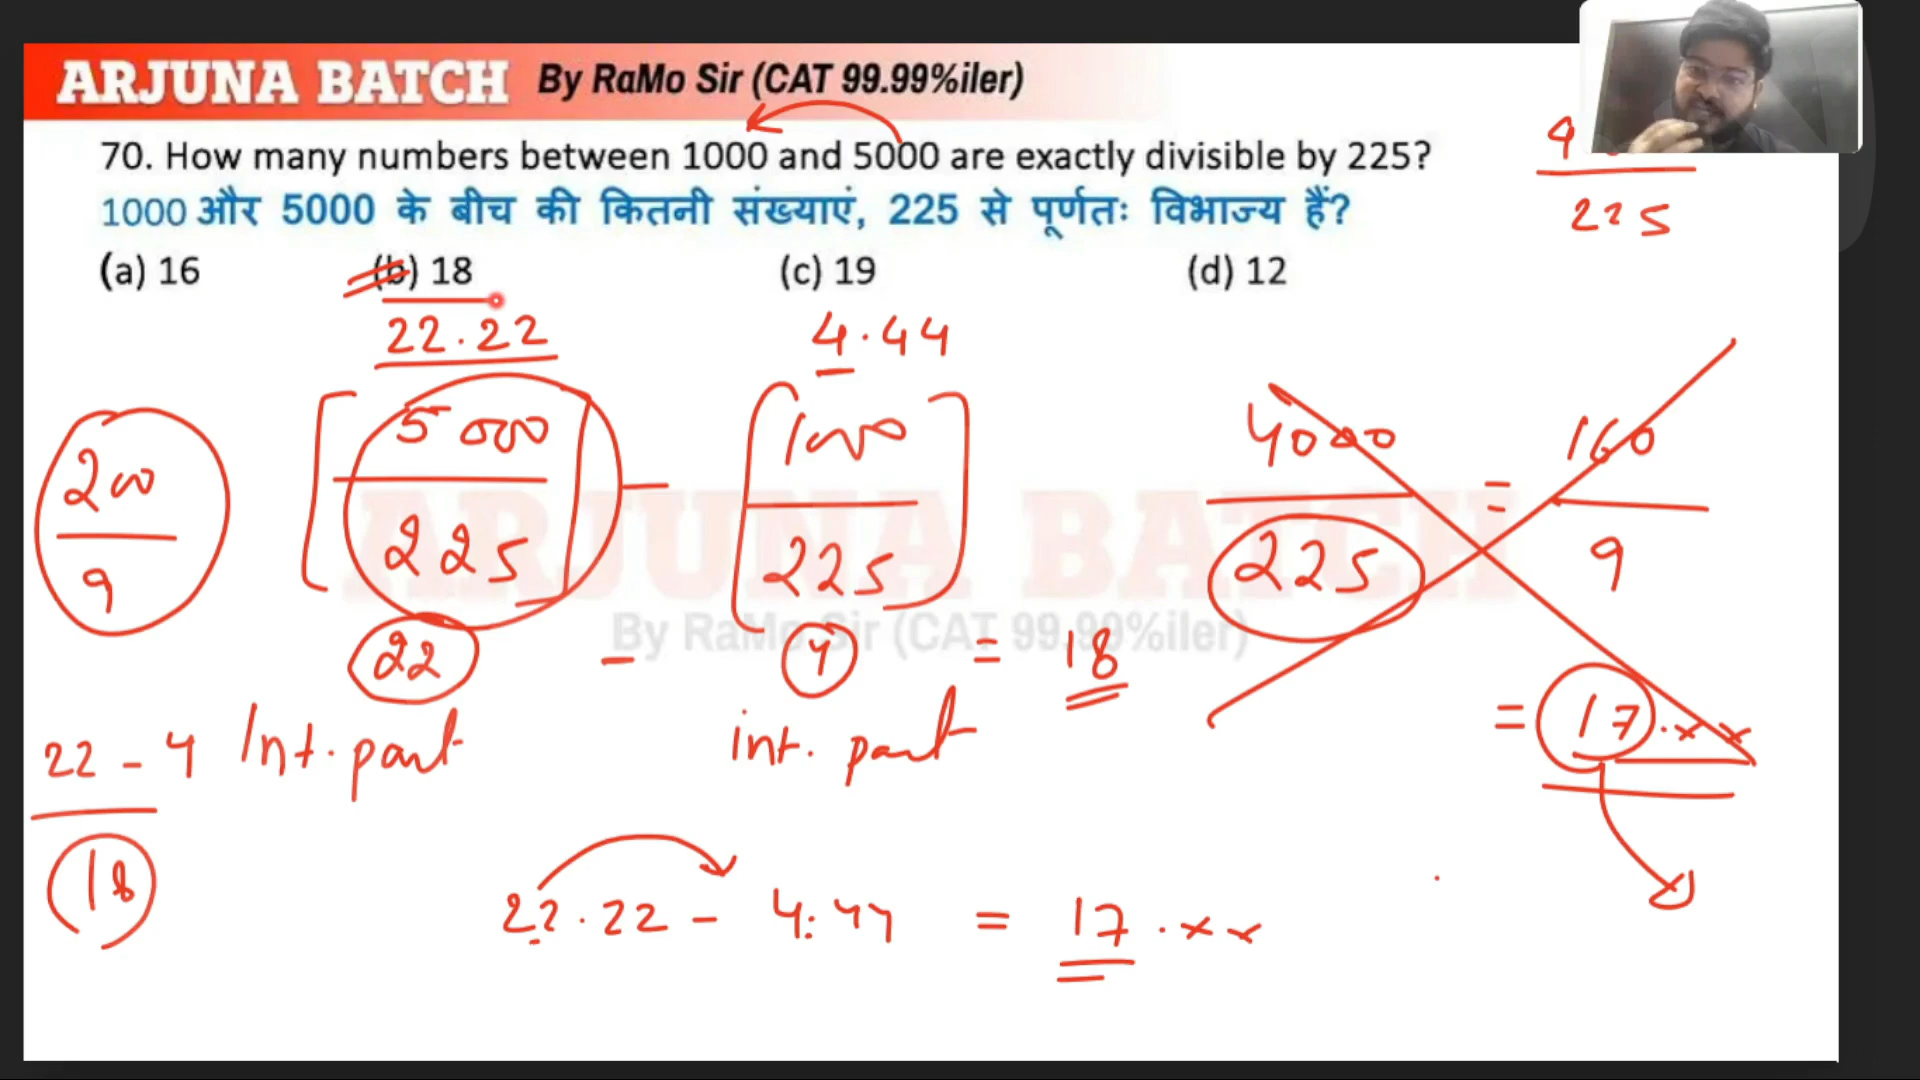 ARJUNA BATCH By RaMo Sir (CAT 99.99%iler)
70. How many numbers between 1000 and 5000 are exactly divisible by 225?
1000 और 5000 के बीच की कितनी संख्याएं, 225 से पूर्णतः विभाज्य हैं?
(a) 16 (b) 18 (c) 19 (d) 12
225
22.22 4.44
200
9
5000
225
-
1000
225
4000
225
=
160
9
ARJUNA BATCH
By RaMo Sir (CAT 99.99%iler)
22 - 4 = 18
= 17.xx
22 - 4 Int. part int. part
18
22.22 - 4.44 = 17.xx